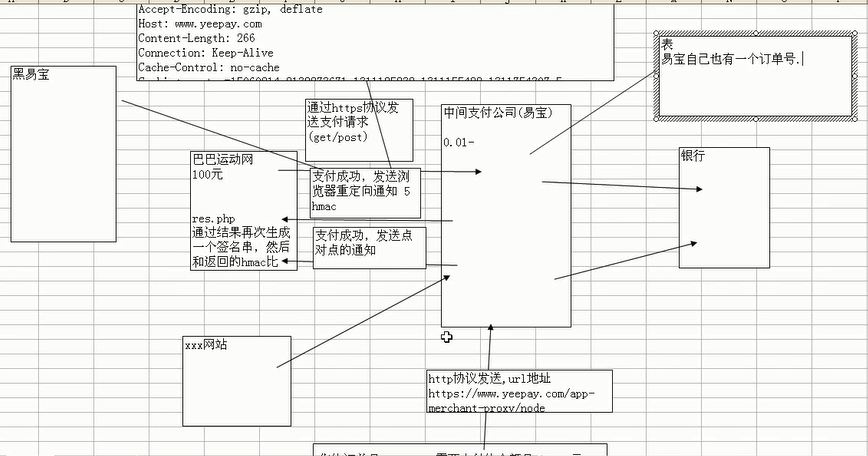 Accept-Encoding: gzip, deflate
Host: www.yeepay.com
Content-Length: 266
Connection: Keep-Alive
Cache-Control: no-cache
表
易宝自己也有一个订单号.
黑易宝
通过https协议发
送支付请求
(get/post)
中间支付公司(易宝)
0.01-
巴巴运动网
100元
res.php
通过结果再次生成
一个签名串，然后
和返回的hmac比
支付成功，发送浏
览器重定向通知 5
hmac
支付成功，发送点
对点的通知
银行
xxx网站
http协议发送,url地址
https://www.yeepay.com/app-
merchant-proxy/node